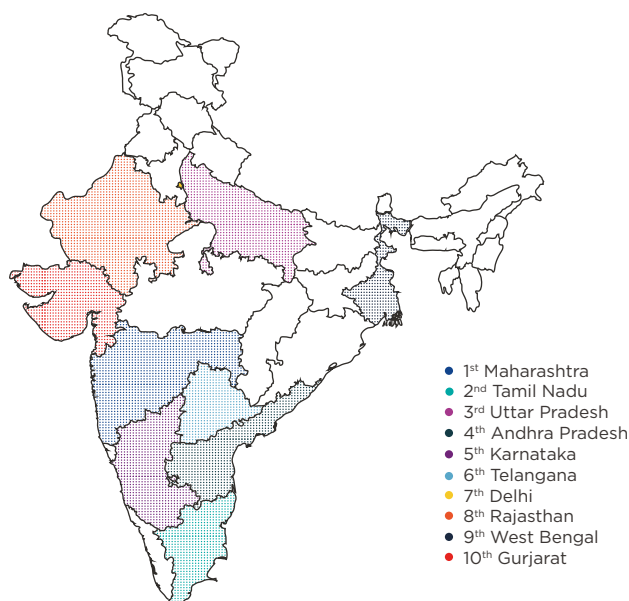 1st Maharashtra
2nd Tamil Nadu
3rd Uttar Pradesh
4th Andhra Pradesh
5th Karnataka
6th Telangana
7th Delhi
8th Rajasthan
9th West Bengal
10th Gurjarat